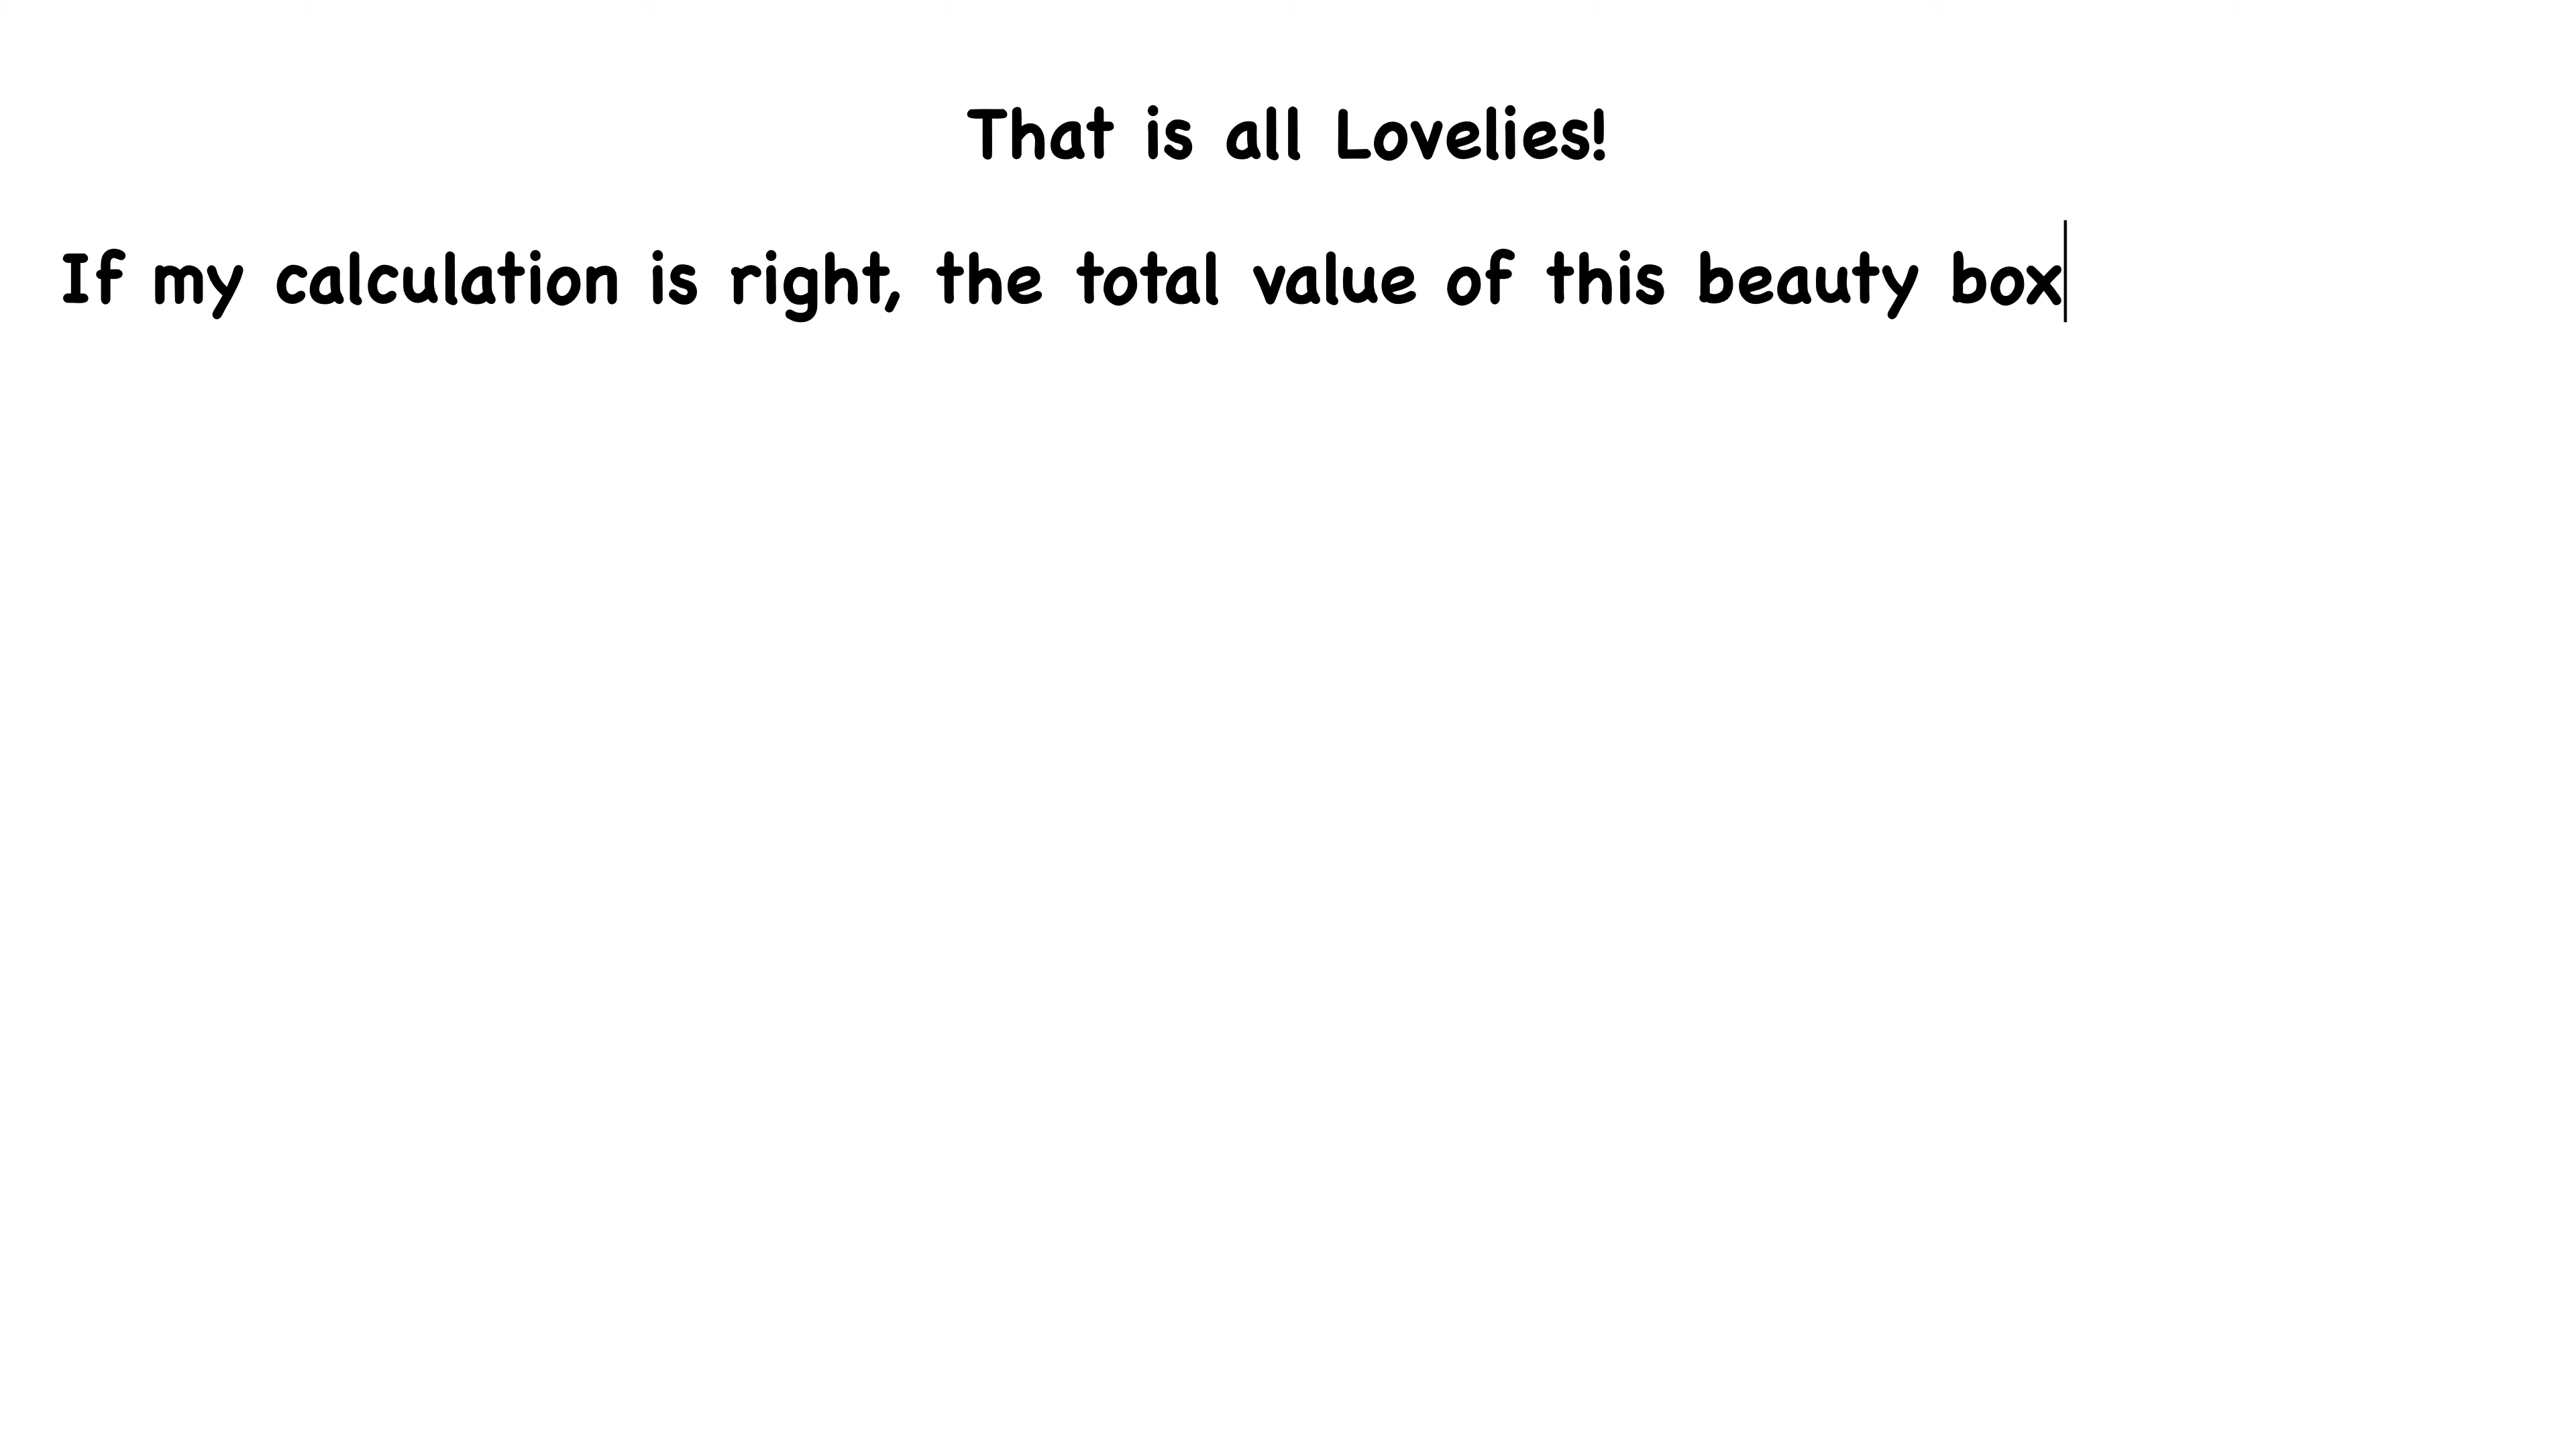 That is all Lovelies!
If my calculation is right, the total value of this beauty box